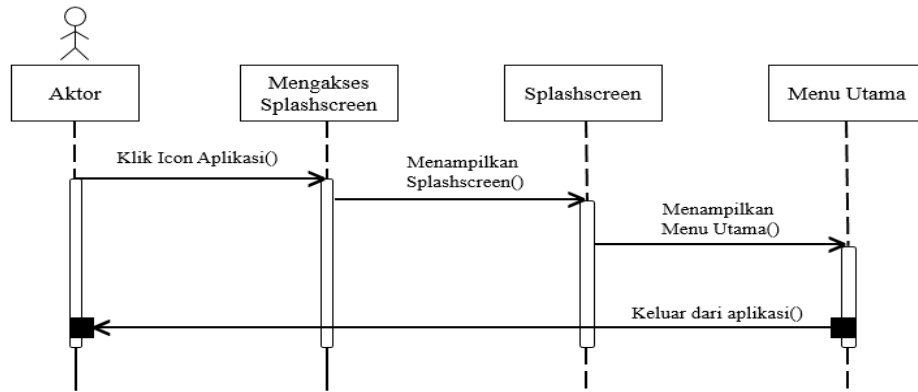 Aktor
Mengakses
Splashscreen
Splashscreen
Menu Utama
Klik Icon Aplikasi()
Menampilkan
Splashscreen()
Menampilkan
Menu Utama()
Keluar dari aplikasi()